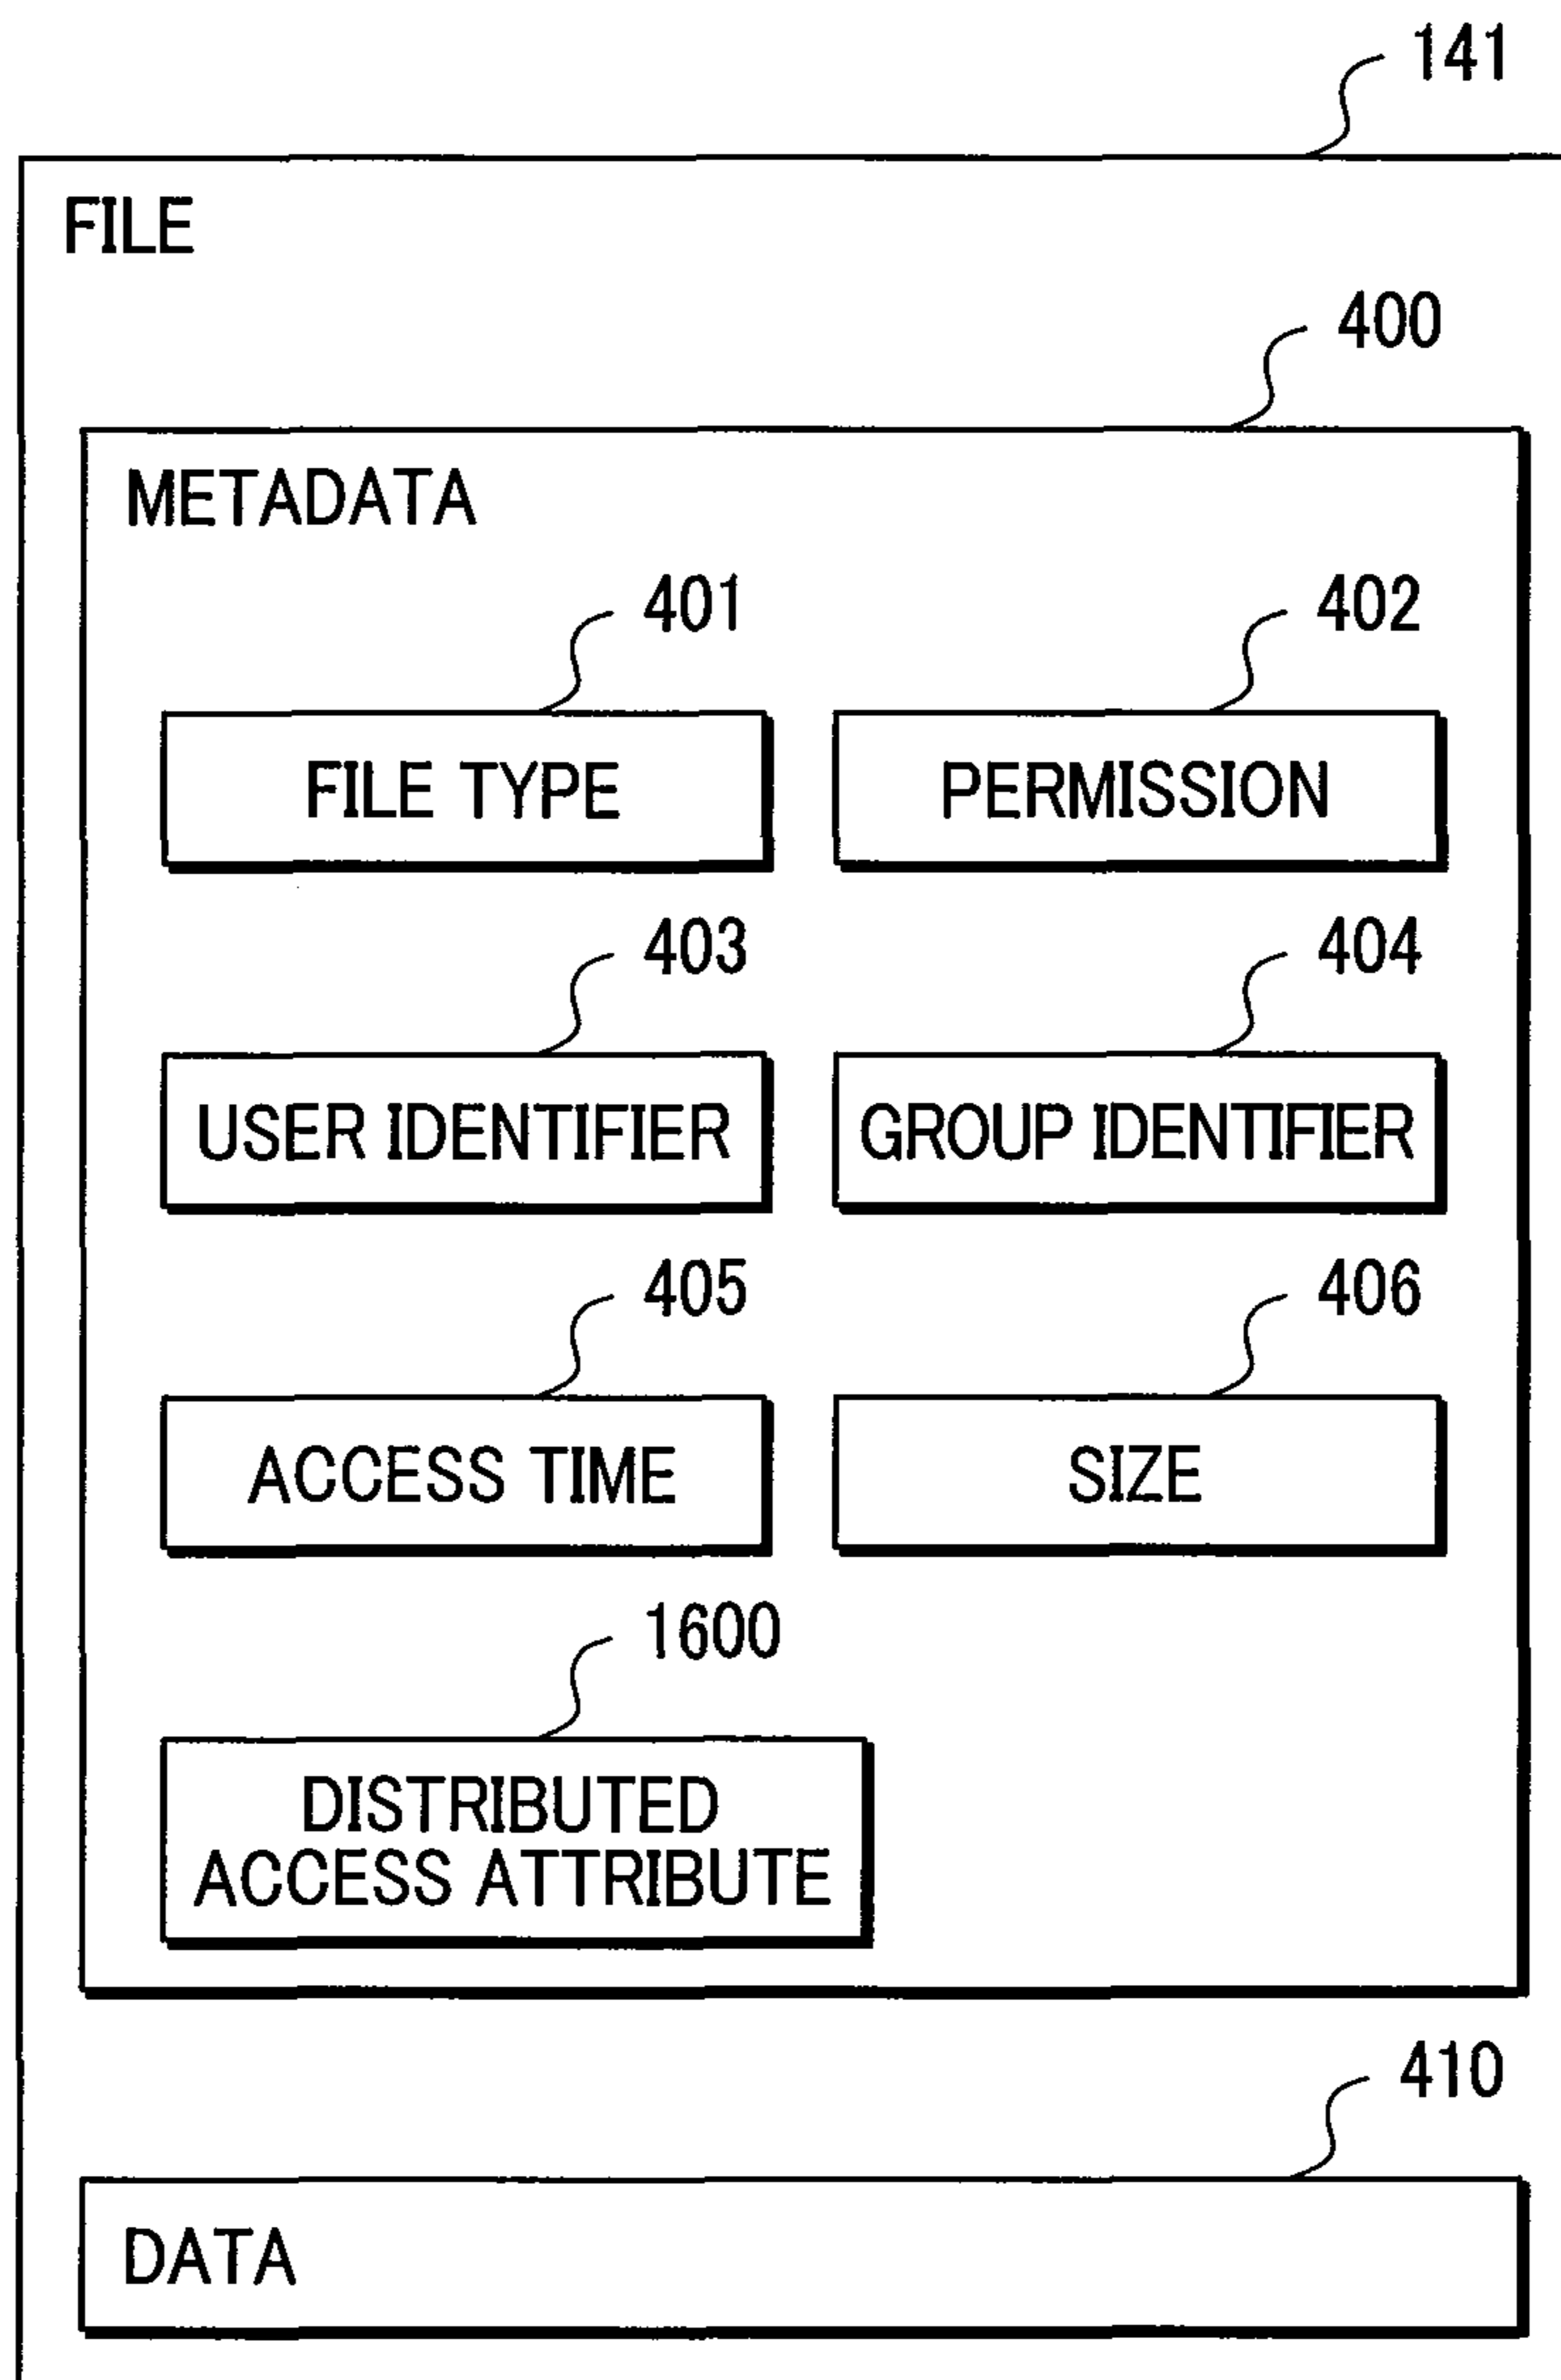 141
FILE
400
METADATA
401
402
FILE TYPE
PERMISSION
403
404
USER IDENTIFIER
GROUP IDENTIFIER
405
406
ACCESS TIME
SIZE
1600
DISTRIBUTED
ACCESS ATTRIBUTE
410
DATA